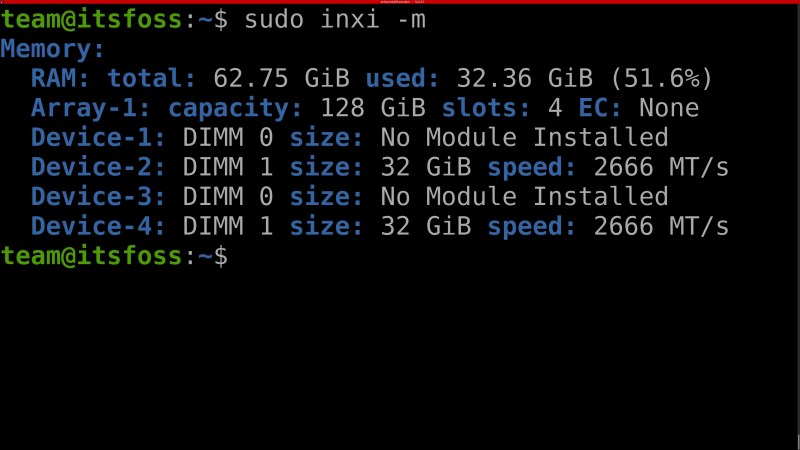 team@itsfoss:~$ sudo inxi -m
Memory:
RAM: total: 62.75 GiB used: 32.36 GiB (51.6%)
Array-1: capacity: 128 GiB slots: 4 EC: None
Device-1: DIMM 0 size: No Module Installed
Device-2: DIMM 1 size: 32 GiB speed: 2666 MT/s
Device-3: DIMM 0 size: No Module Installed
Device-4: DIMM 1 size: 32 GiB speed: 2666 MT/s
team@itsfoss:~$